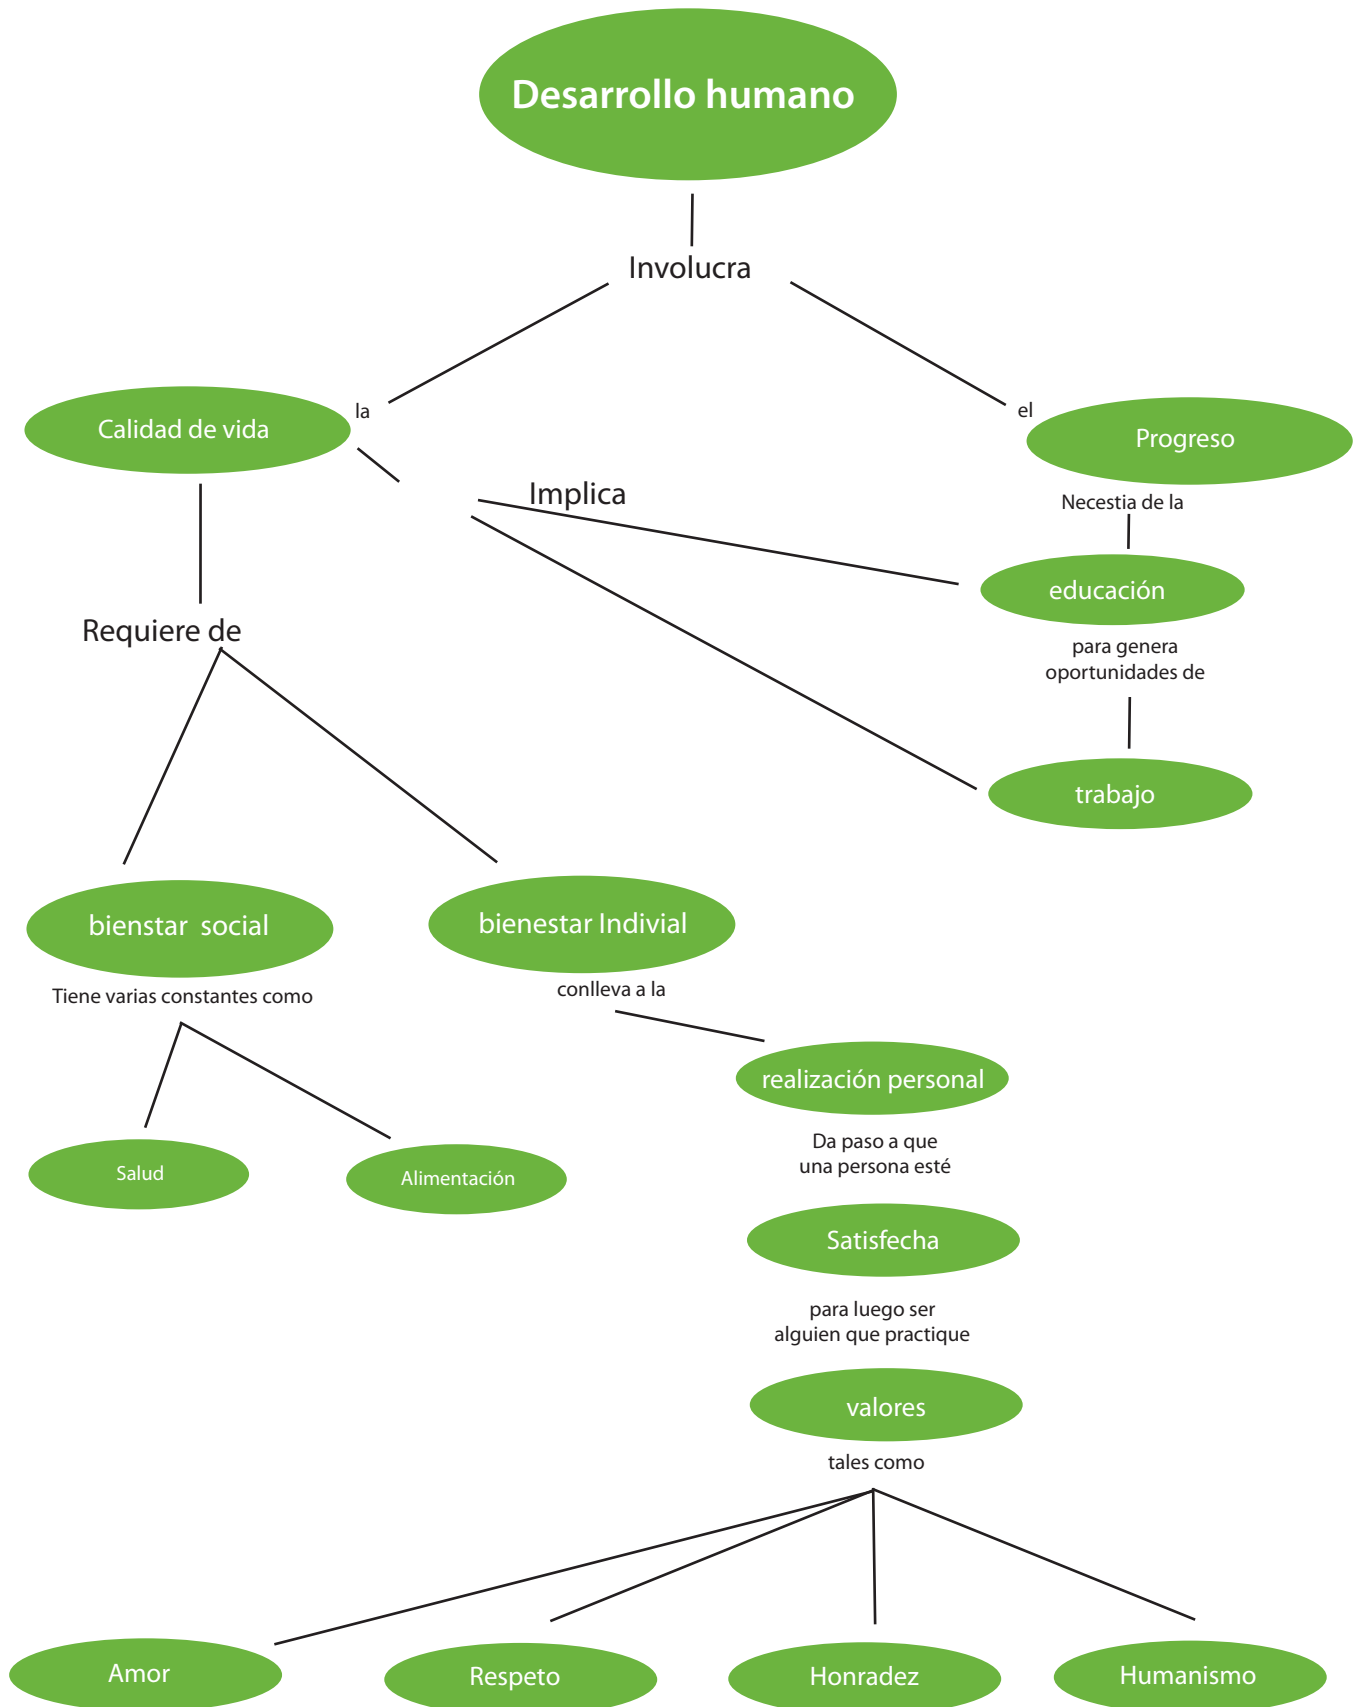 Desarrollo humano
Involucra
la
el
Calidad de vida
Progreso
Implica
Necestia de la
educación
Requiere de
para genera
oportunidades de
trabajo
bienstar social
bienestar Indivial
Tiene varias constantes como
conlleva a la
realización personal
Da paso a que
una persona esté
Salud
Alimentación
Satisfecha
para luego ser
alguien que practique
valores
tales como
Amor
Respeto
Honradez
Humanismo